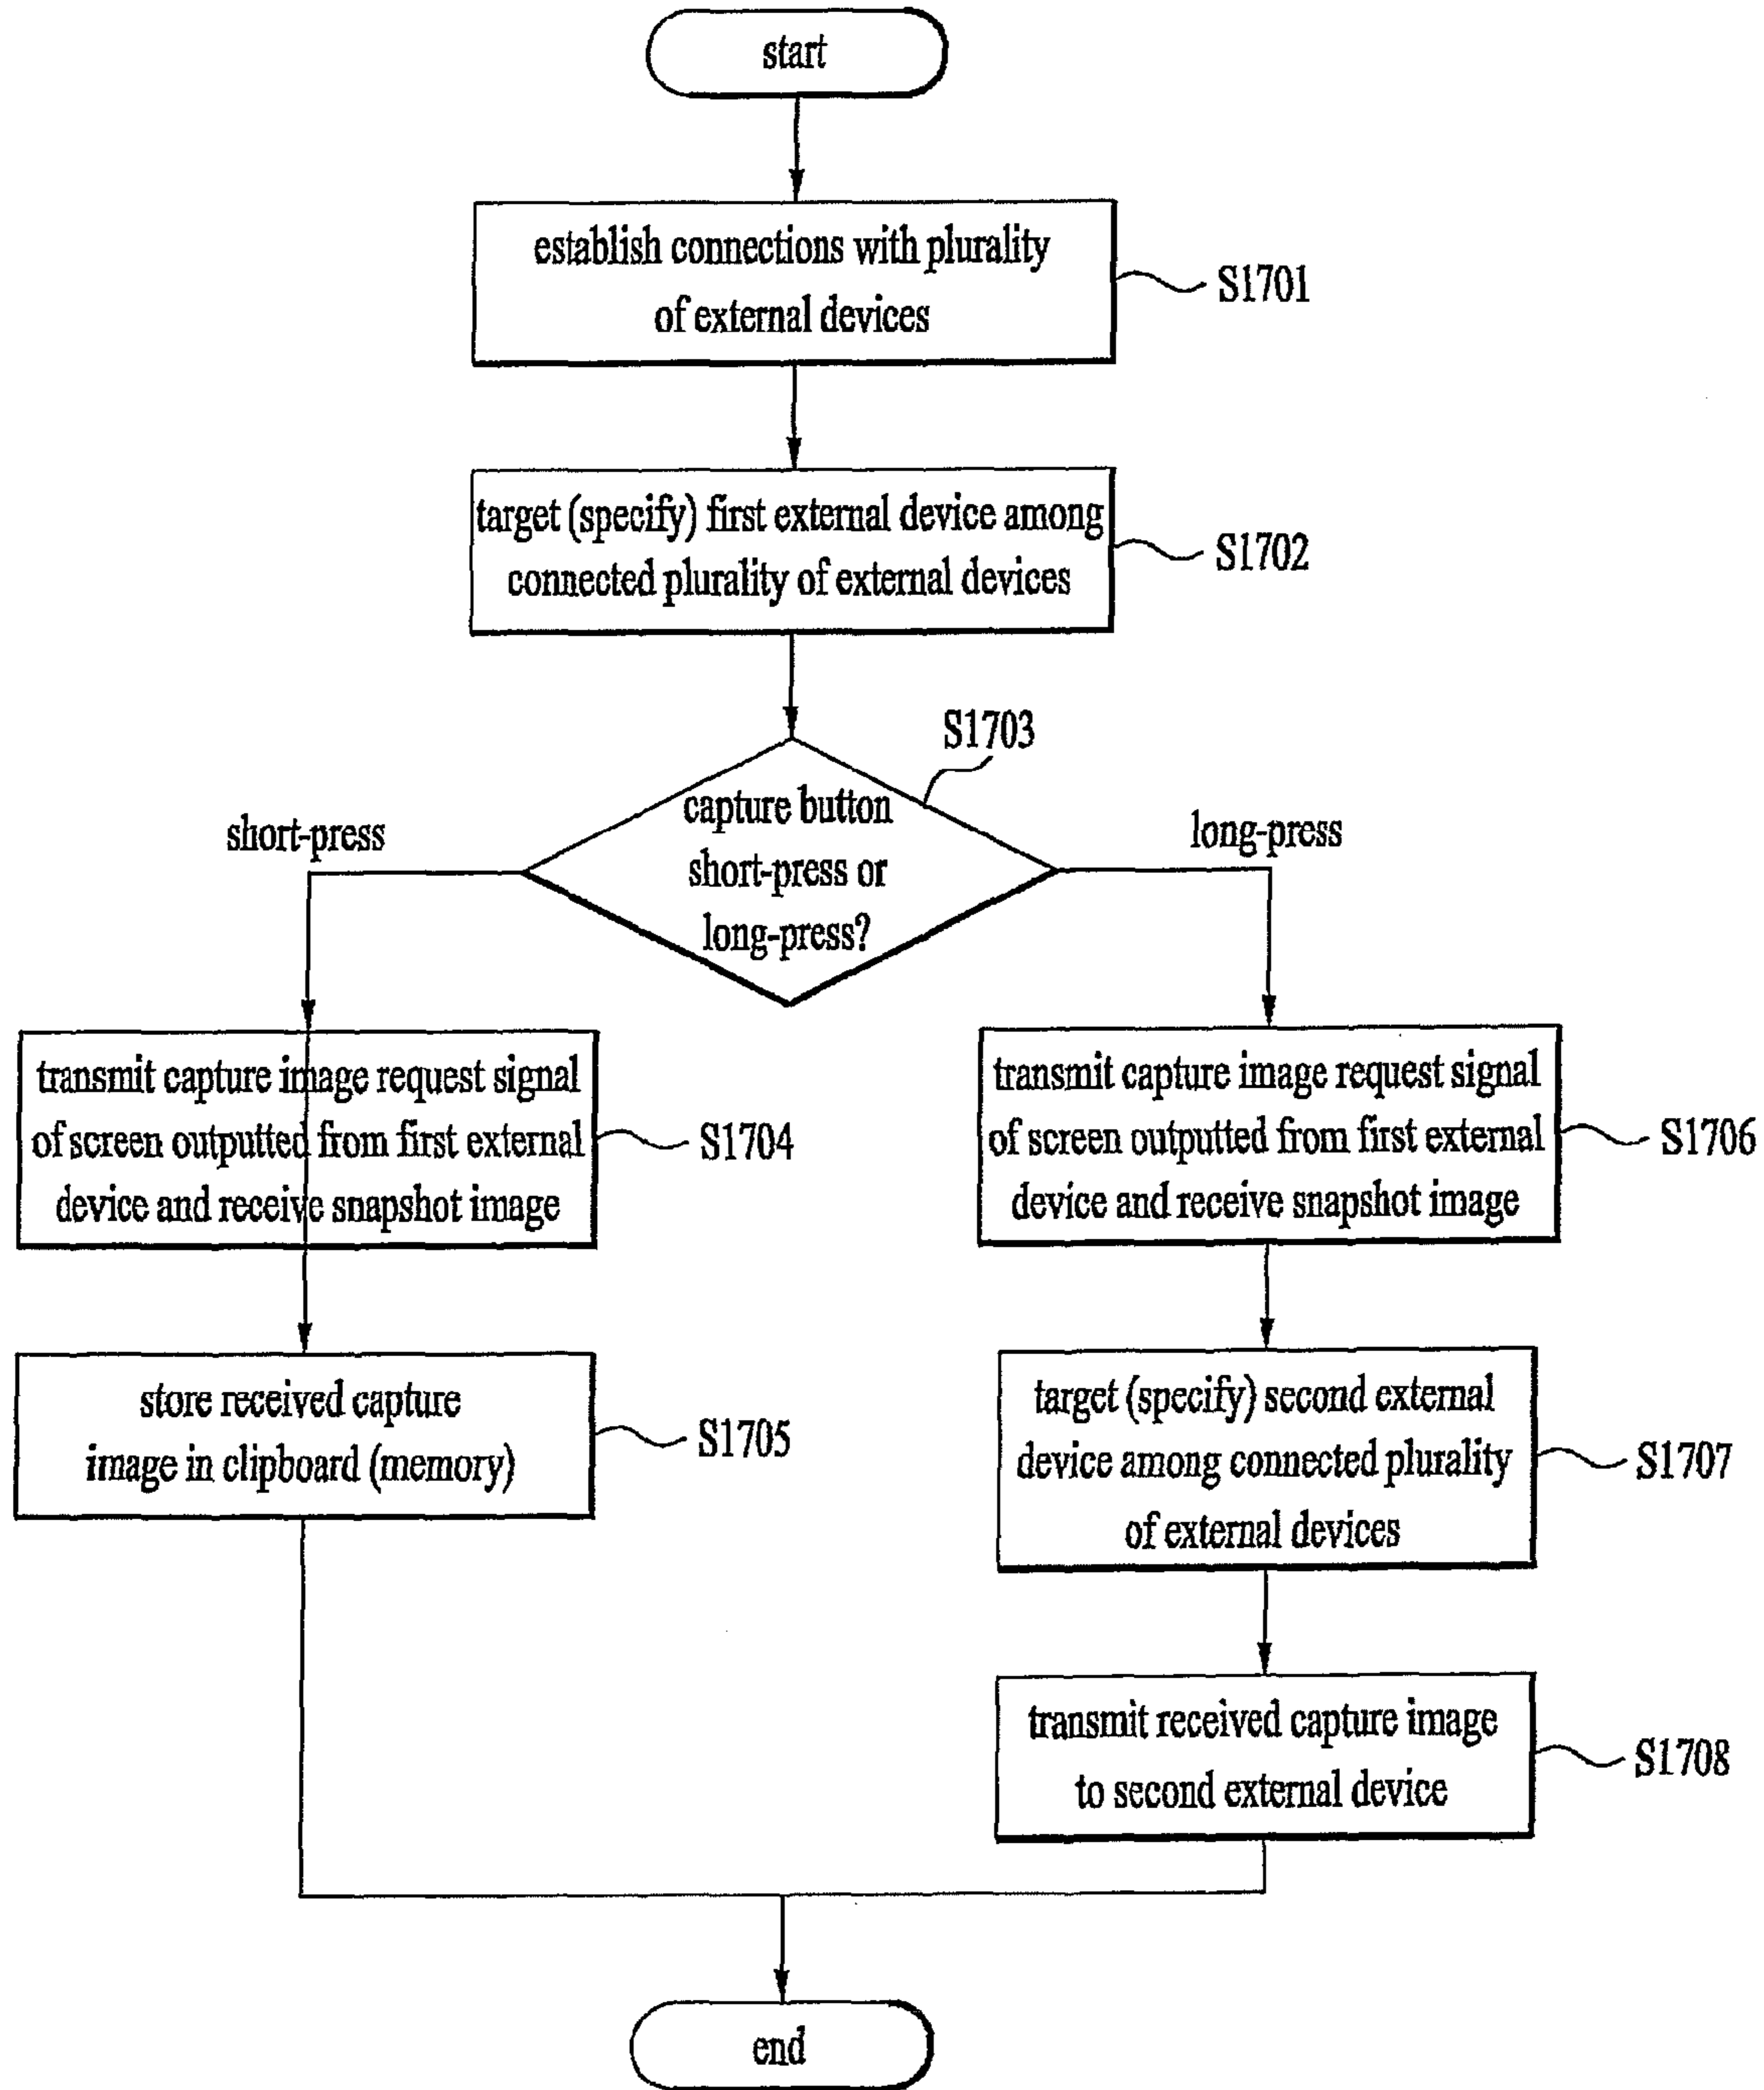 start
establish connections with plurality
of external devices
S1701
target (specify) first external device among
connected plurality of external devices
S1702
S1703
capture button
short-press or
long-press?
short-press
long-press
transmit capture image request signal
of screen outputted from first external
device and receive snapshot image
S1704
store received capture
image in clipboard (memory)
S1705
transmit capture image request signal
of screen outputted from first external
device and receive snapshot image
S1706
target (specify) second external
device among connected plurality
of external devices
S1707
transmit received capture image
to second external device
S1708
end